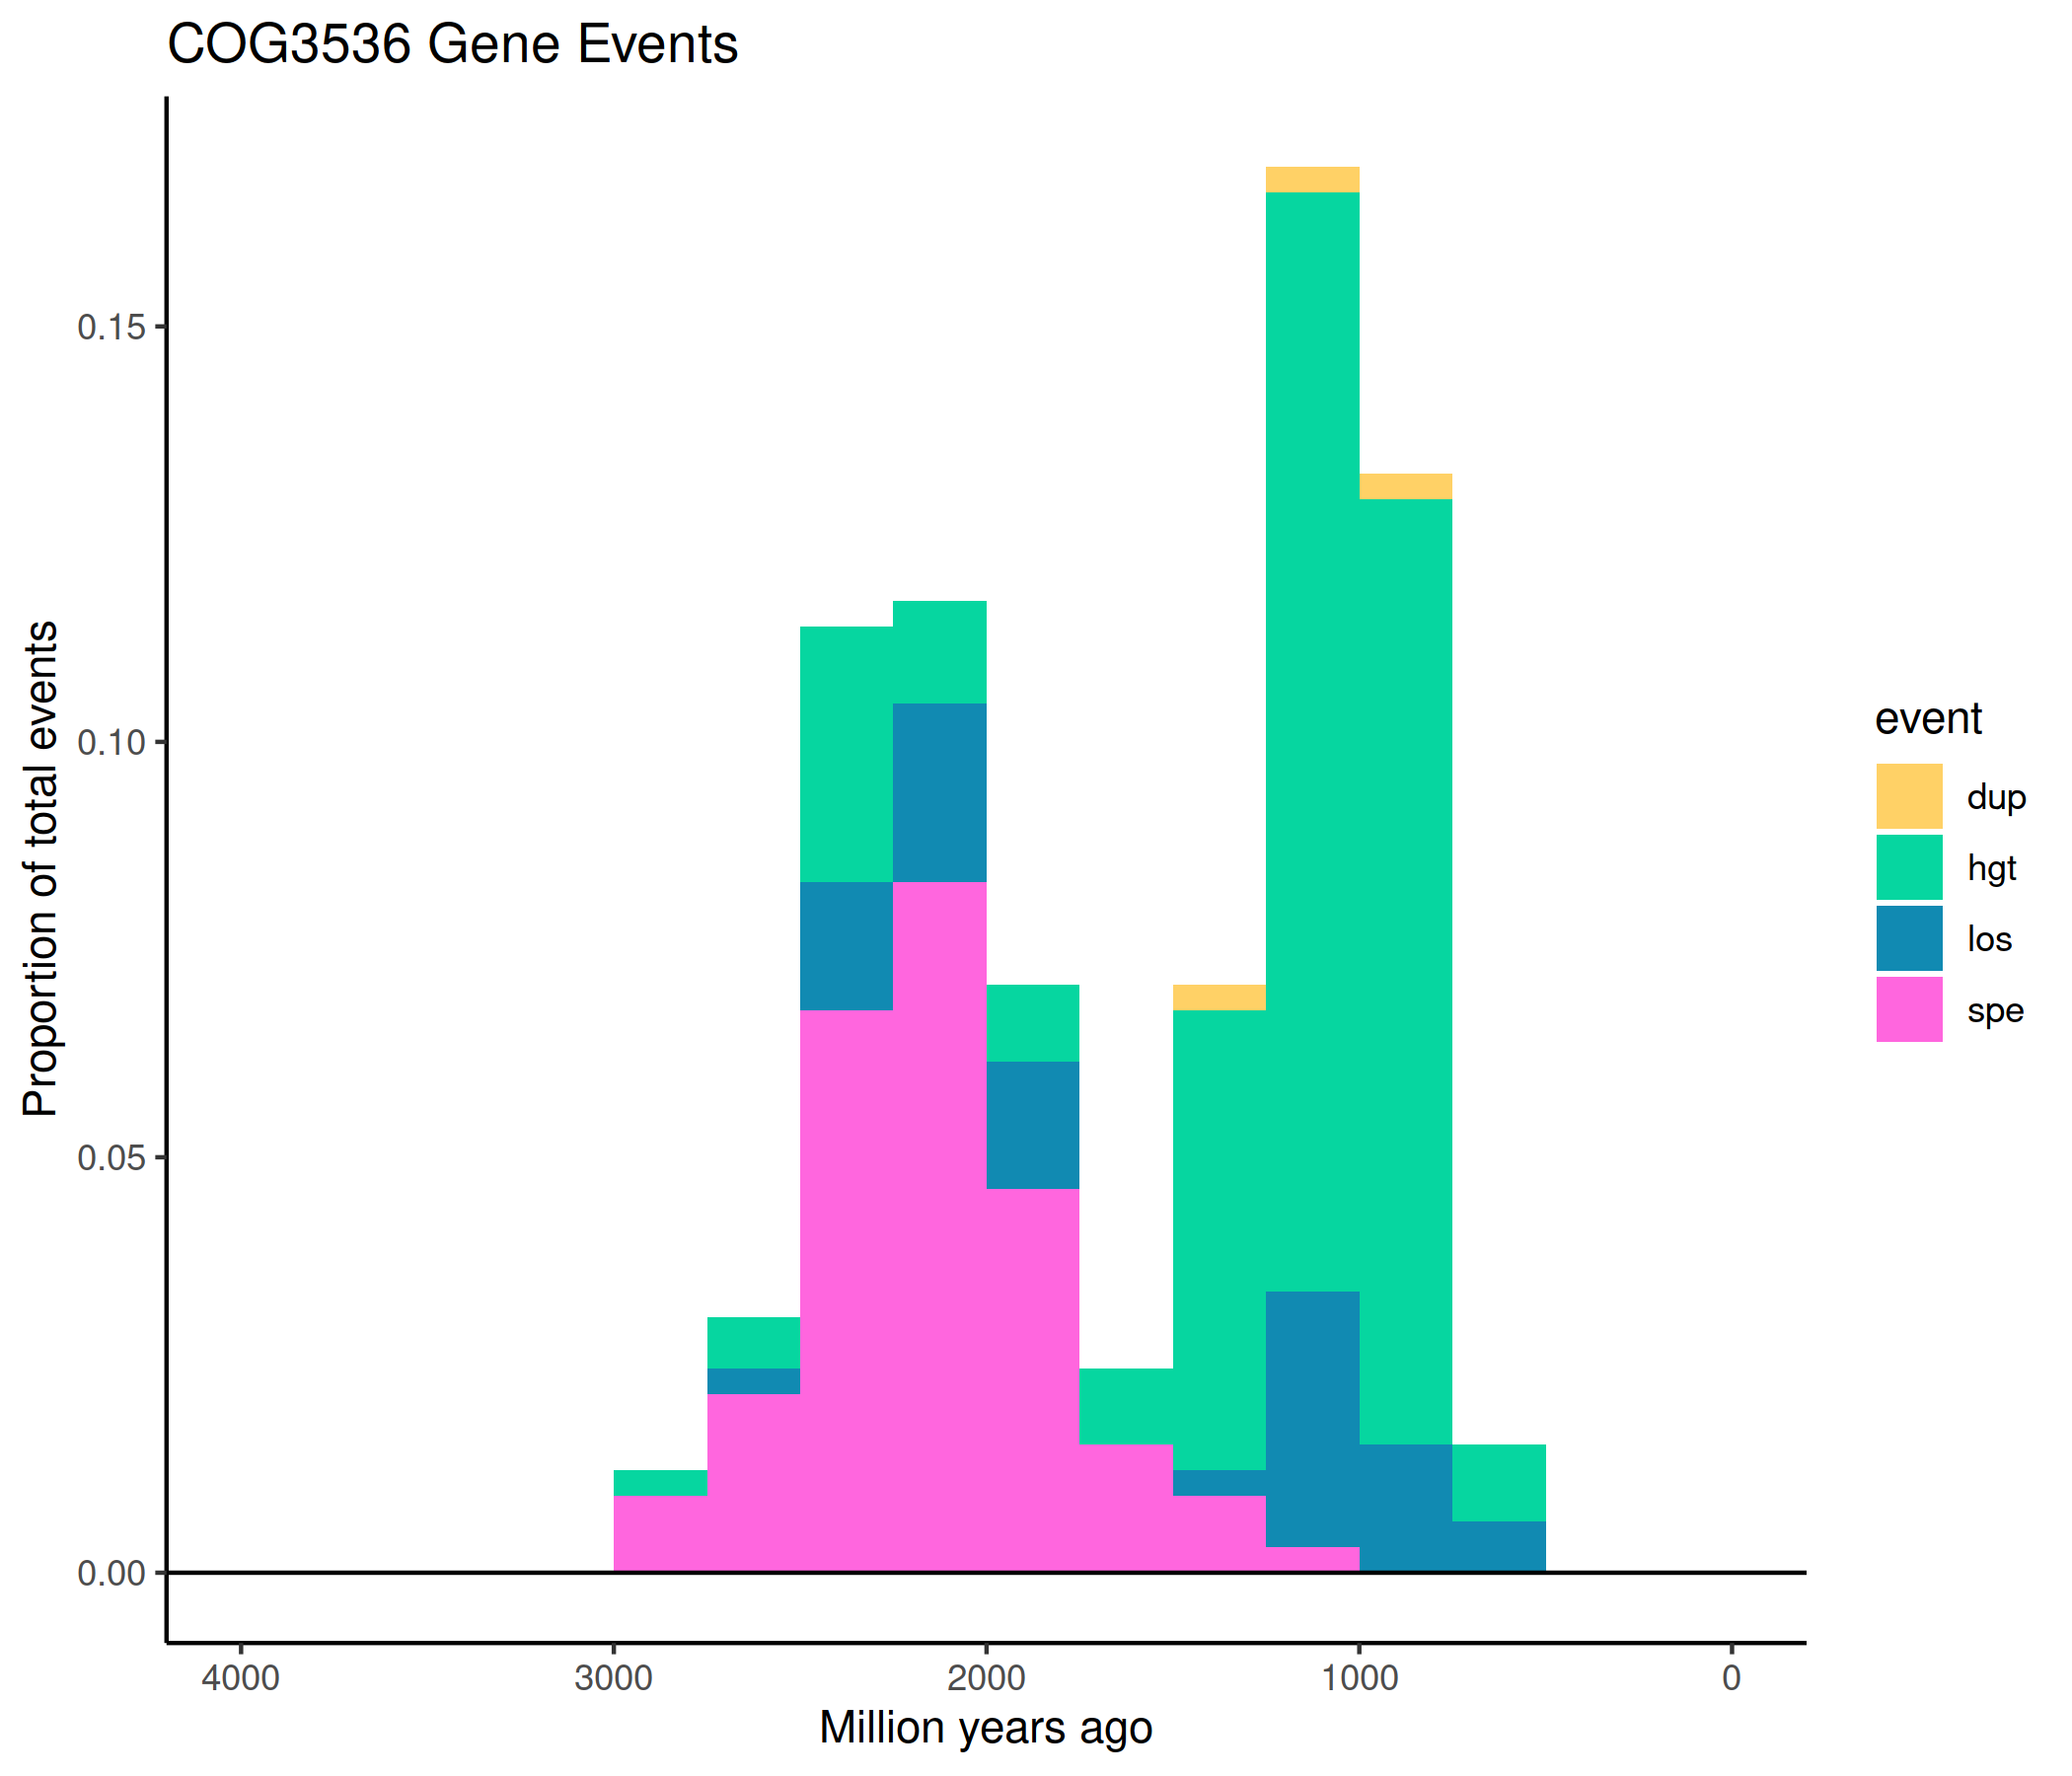 COG3536 Gene Events
Proportion of total events
0.15
0.10
0.05
0.00
4000 3000 2000 1000 0
Million years ago
event
dup
hgt
los
spe